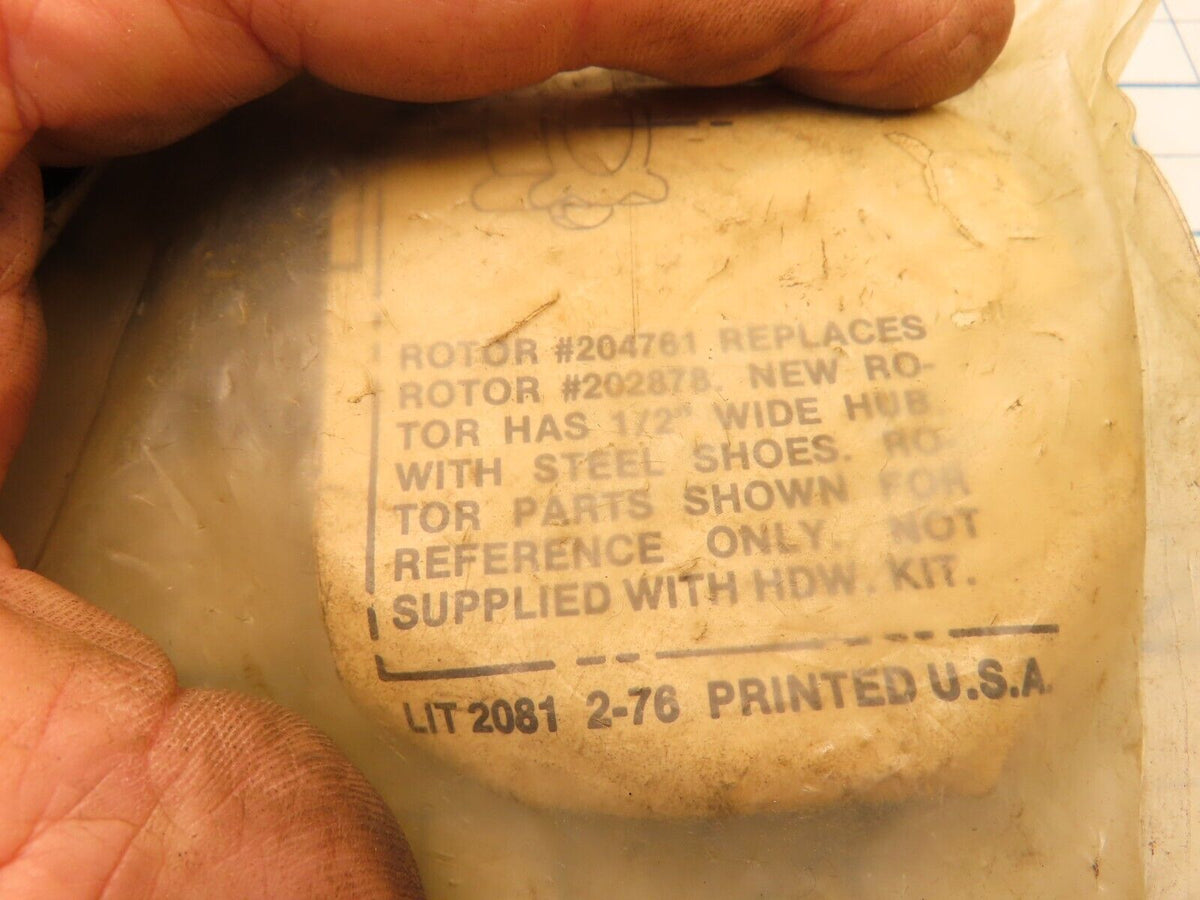 ROTOR #204761 REPLACES
ROTOR #202878. NEW RO-
TOR HAS 1/2" WIDE HUB
WITH STEEL SHOES. RO-
TOR PARTS SHOWN FOR
REFERENCE ONLY. NOT
SUPPLIED WITH HDW. KIT.
LIT 2081 2-76 PRINTED U.S.A.